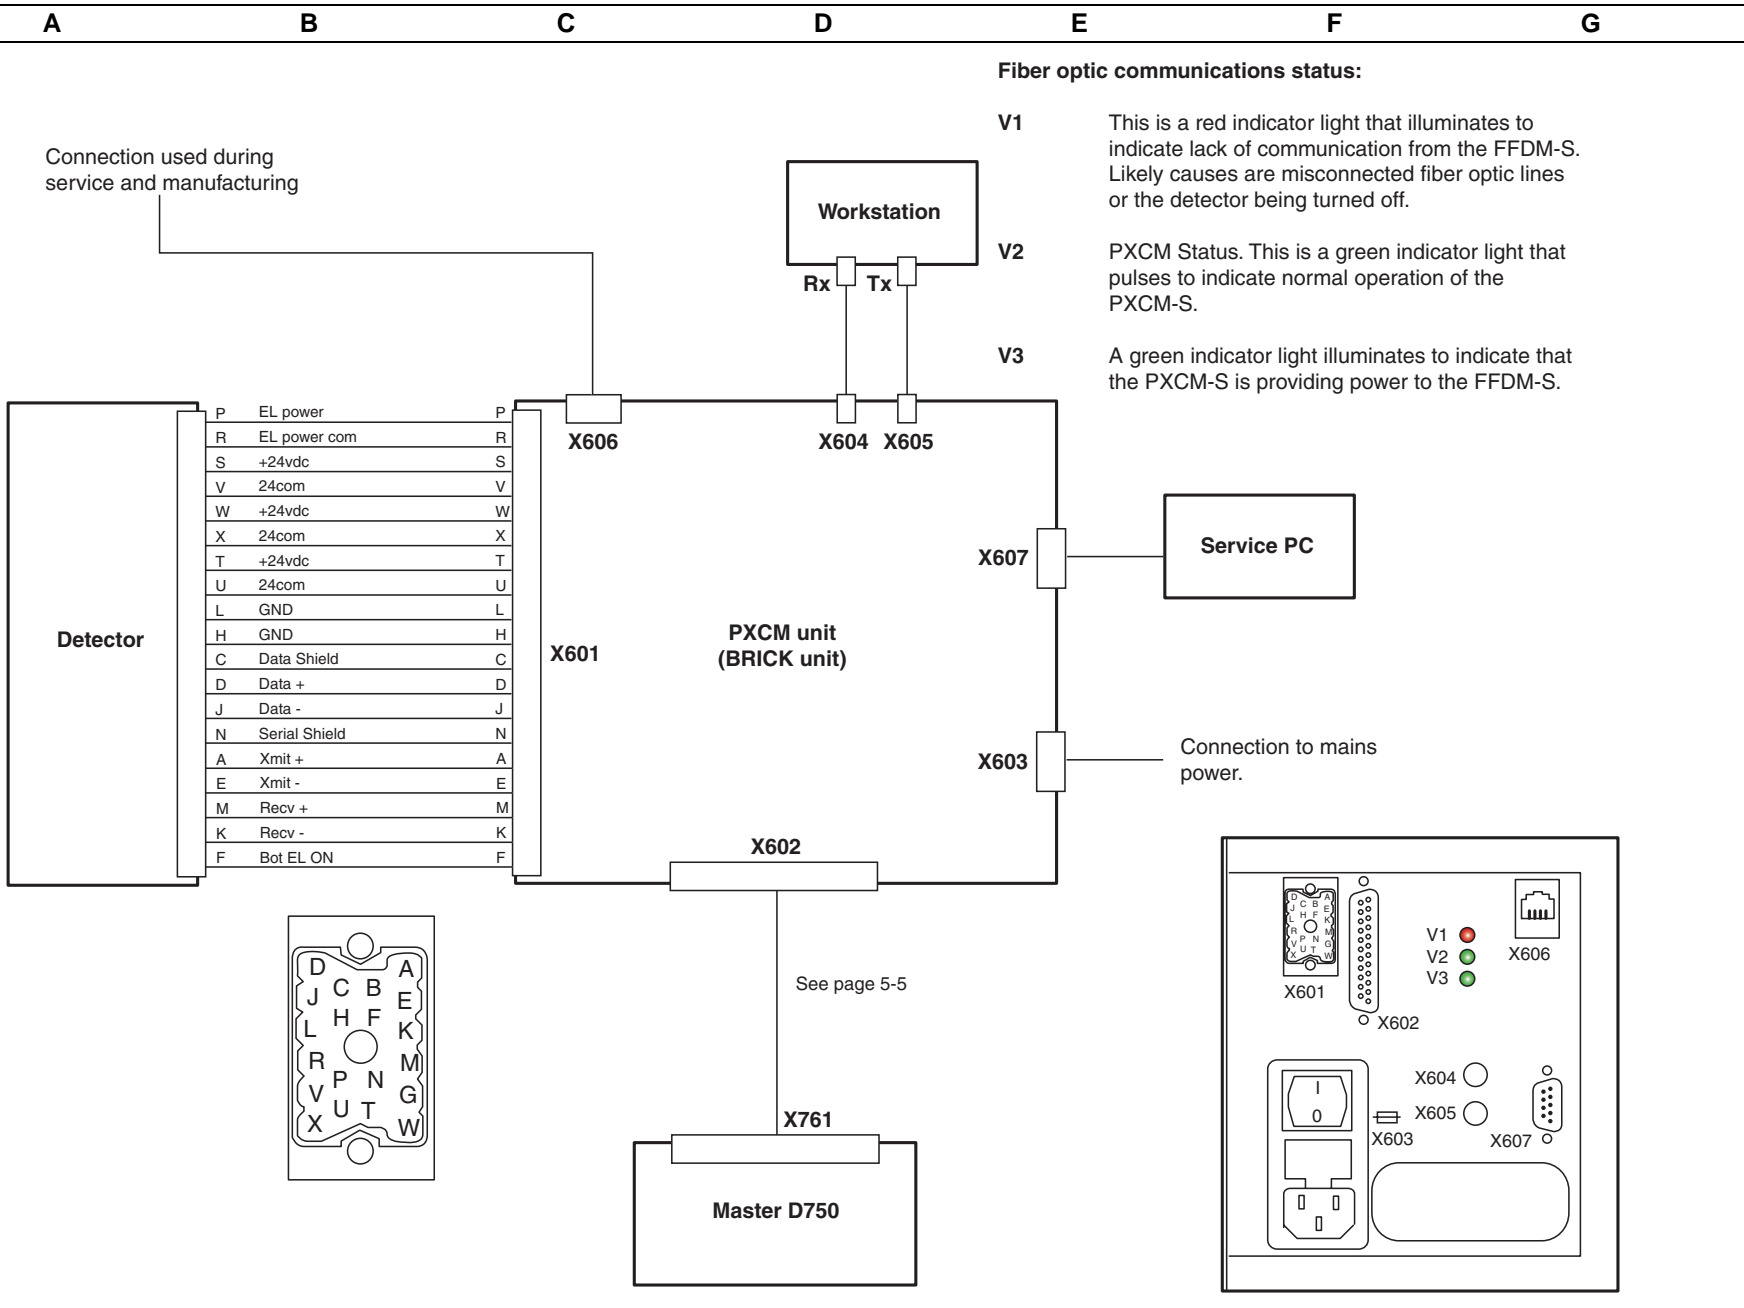 A B C D E F G
Fiber optic communications status:
V1 This is a red indicator light that illuminates to
indicate lack of communication from the FFDM-S.
Likely causes are misconnected fiber optic lines
or the detector being turned off.
V2 PXCM Status. This is a green indicator light that
pulses to indicate normal operation of the
PXCM-S.
V3 A green indicator light illuminates to indicate that
the PXCM-S is providing power to the FFDM-S.
Connection used during
service and manufacturing
Workstation
Rx Tx
X606 X604 X605
P EL power P
R EL power com R
S +24vdc S
V 24com V
W +24vdc W
X 24com X
T +24vdc T
U 24com U
L GND L
H GND H
C Data Shield C
D Data + D
J Data - J
N Serial Shield N
A Xmit + A
E Xmit - E
M Recv + M
K Recv - K
F Bot EL ON F
Detector
X601
PXCM unit
(BRICK unit)
X607
Service PC
X603
Connection to mains
power.
X602
See page 5-5
X761
Master D750
D A
C B
J E
H F
L K
R M
P N
V G
U T
X W
D A
C B
J E
H F
L K
R M
P N
V G
U T
X W
X601
X602
V1
V2
V3
X606
I
0
X603
X604
X605
X607